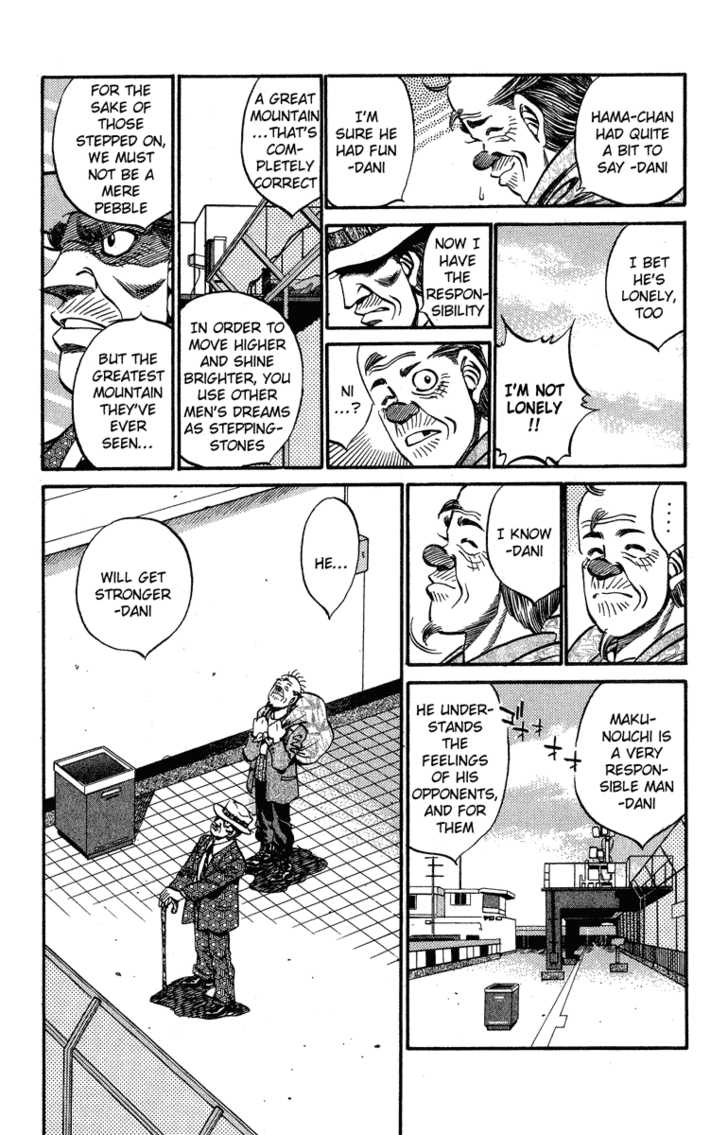 HAMA-CHAN
HAD QUITE
A BIT TO
SAY -DANI
I'M
SURE HE
HAD FUN
-DANI
I BET
HE'S
LONELY,
TOO
I'M NOT
LONELY
!!
NOW I
HAVE
THE
RESPON-
SIBILITY
NI
...?
A GREAT
MOUNTAIN
...THAT'S
COM-
PLETELY
CORRECT
IN ORDER TO
MOVE HIGHER
AND SHINE
BRIGHTER, YOU
USE OTHER
MEN'S DREAMS
AS STEPPING-
STONES
FOR THE
SAKE OF
THOSE
STEPPED ON,
WE MUST
NOT BE A
MERE
PEBBLE
BUT THE
GREATEST
MOUNTAIN
THEY'VE
EVER
SEEN...
....
I KNOW
-DANI
MAKU-
NOUCHI IS
A VERY
RESPON-
SIBLE MAN
-DANI
HE UNDER-
STANDS
THE
FEELINGS
OF HIS
OPPONENTS,
AND FOR
THEM
HE...
WILL GET
STRONGER
-DANI